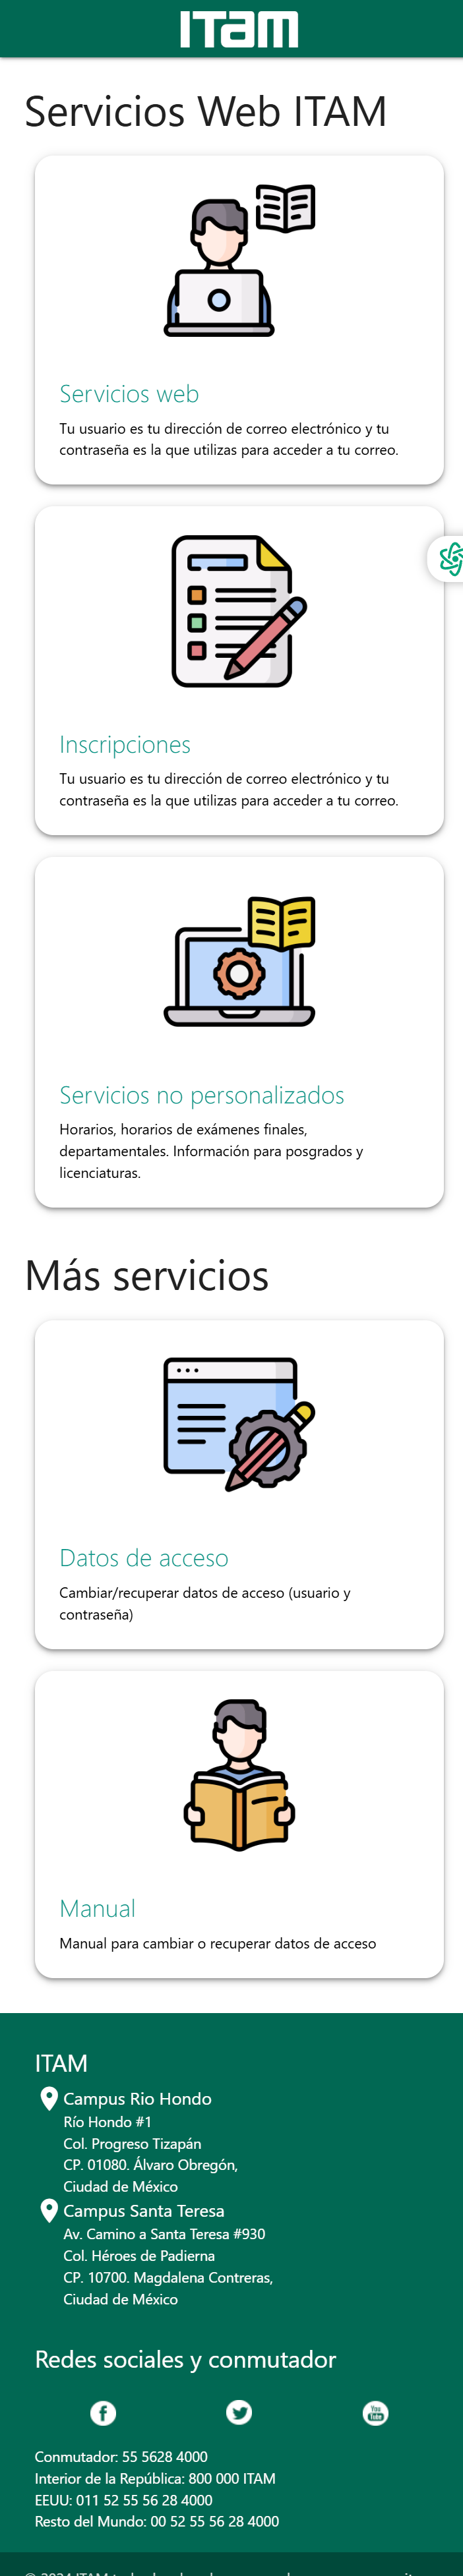 ITAM
Servicios Web ITAM
Servicios web
Tu usuario es tu dirección de correo electrónico y tu
contraseña es la que utilizas para acceder a tu correo.
Inscripciones
Tu usuario es tu dirección de correo electrónico y tu
contraseña es la que utilizas para acceder a tu correo.
Servicios no personalizados
Horarios, horarios de exámenes finales,
departamentales. Información para posgrados y
licenciaturas.
Más servicios
Datos de acceso
Cambiar/recuperar datos de acceso (usuario y
contraseña)
Manual
Manual para cambiar o recuperar datos de acceso
ITAM
Campus Rio Hondo
Río Hondo #1
Col. Progreso Tizapán
CP. 01080. Álvaro Obregón,
Ciudad de México
Campus Santa Teresa
Av. Camino a Santa Teresa #930
Col. Héroes de Padierna
CP. 10700. Magdalena Contreras,
Ciudad de México
Redes sociales y conmutador
You
Tube
Conmutador: 55 5628 4000
Interior de la República: 800 000 ITAM
EEUU: 011 52 55 56 28 4000
Resto del Mundo: 00 52 55 56 28 4000